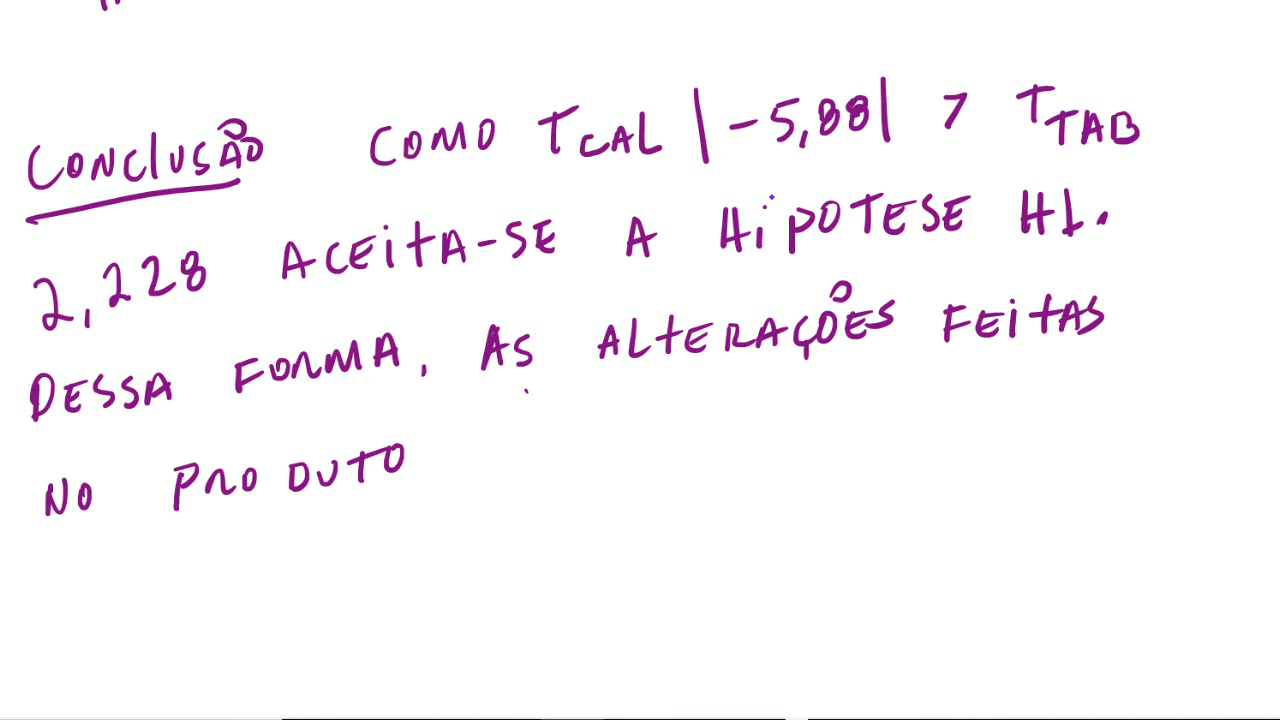 CONCLUSÃO COMO TCAL |-5,88| > TTAB
2,228 ACEITA-SE A HiPOTESE H1.
DESSA FORMA, AS ALTERAÇÕES FEITAS
NO PRODUTO